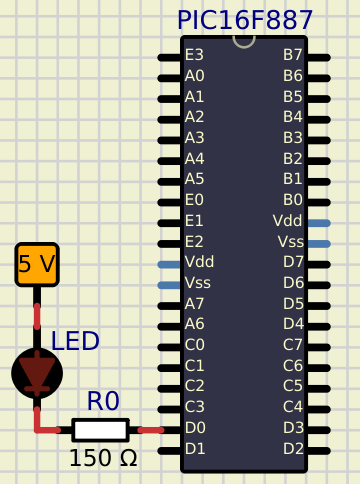 PIC16F887
E3 B7
A0 B6
A1 B5
A2 B4
A3 B3
A4 B2
A5 B1
E0 B0
E1 Vdd
E2 Vss
Vdd D7
Vss D6
A7 D5
A6 D4
C0 C7
C1 C6
C2 C5
C3 C4
D0 D3
D1 D2
5 V
LED
R0
150 Ω